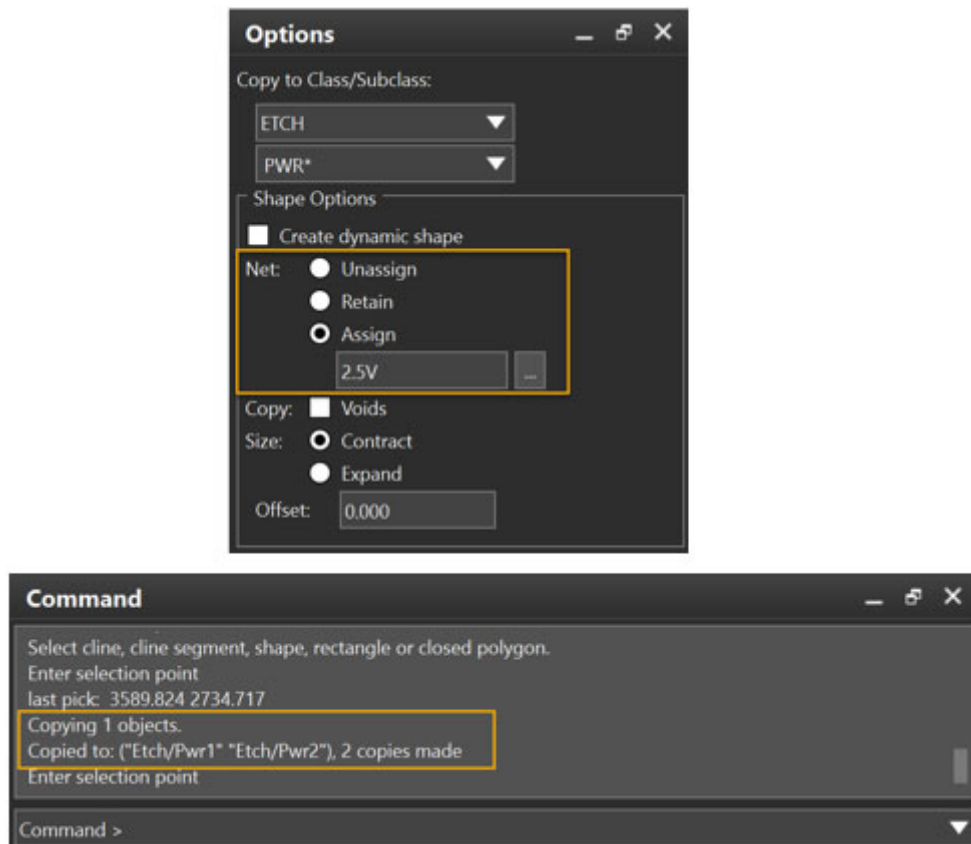 Options
Copy to Class/Subclass:
ETCH
PWR*
Shape Options
Create dynamic shape
Net: Unassign
Retain
Assign
2.5V ...
Copy: Voids
Size: Contract
Expand
Offset: 0.000
Command
Select cline, cline segment, shape, rectangle or closed polygon.
Enter selection point
last pick: 3589.824 2734.717
Copying 1 objects.
Copied to: ("Etch/Pwr1" "Etch/Pwr2"), 2 copies made
Enter selection point
Command >